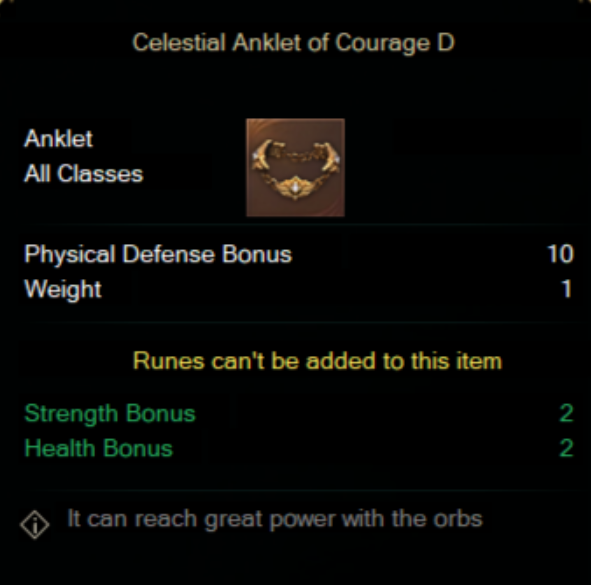 Celestial Anklet of Courage D
Anklet
All Classes
Physical Defense Bonus 10
Weight 1
Runes can't be added to this item
Strength Bonus 2
Health Bonus 2
It can reach great power with the orbs